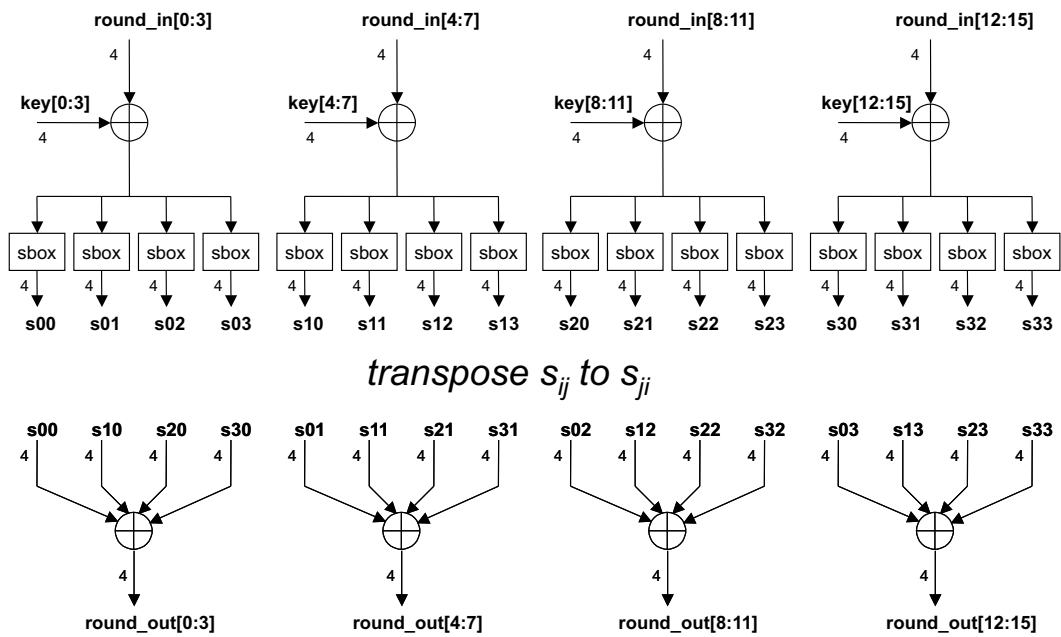 round_in[0:3] round_in[4:7] round_in[8:11] round_in[12:15]
4 4 4 4
key[0:3] key[4:7] key[8:11] key[12:15]
4 4 4 4
sbox sbox sbox sbox sbox sbox sbox sbox sbox sbox sbox sbox sbox sbox sbox sbox
4 4 4 4 4 4 4 4 4 4 4 4 4 4 4 4
s00 s01 s02 s03 s10 s11 s12 s13 s20 s21 s22 s23 s30 s31 s32 s33
transpose sij to sji
s00 s10 s20 s30 s01 s11 s21 s31 s02 s12 s22 s32 s03 s13 s23 s33
4 4 4 4 4 4 4 4 4 4 4 4 4 4 4 4
4 4 4 4
round_out[0:3] round_out[4:7] round_out[8:11] round_out[12:15]